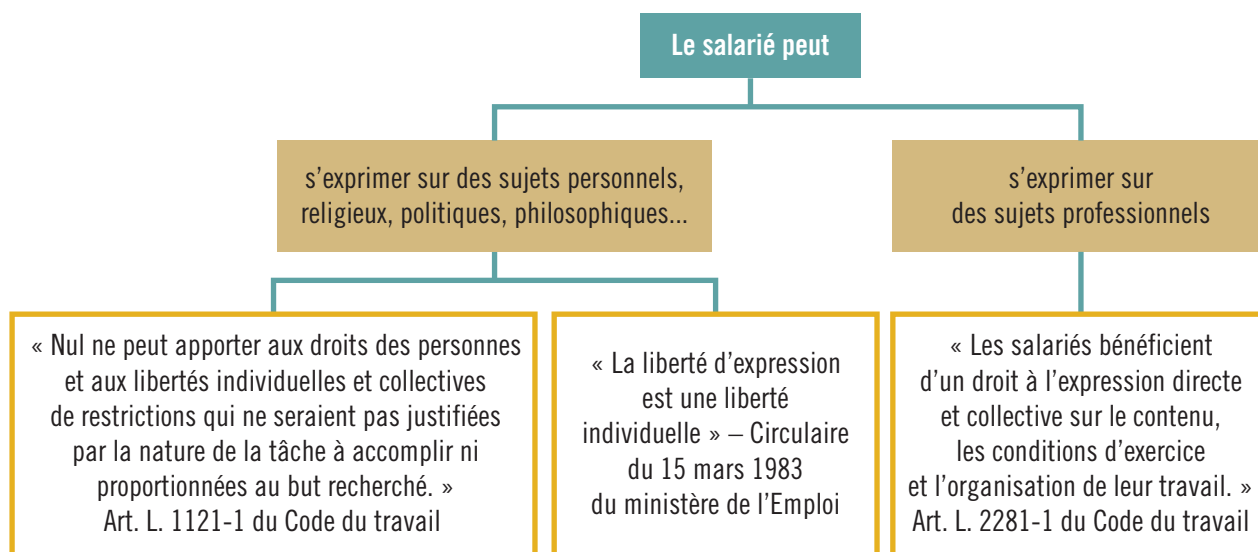 Le salarié peut
s’exprimer sur des sujets personnels,
religieux, politiques, philosophiques...
s’exprimer sur
des sujets professionnels
« Nul ne peut apporter aux droits des personnes
et aux libertés individuelles et collectives
de restrictions qui ne seraient pas justifiées
par la nature de la tâche à accomplir ni
proportionnées au but recherché. »
Art. L. 1121-1 du Code du travail
« La liberté d’expression
est une liberté
individuelle » – Circulaire
du 15 mars 1983
du ministère de l’Emploi
« Les salariés bénéficient
d’un droit à l’expression directe
et collective sur le contenu,
les conditions d’exercice
et l’organisation de leur travail. »
Art. L. 2281-1 du Code du travail